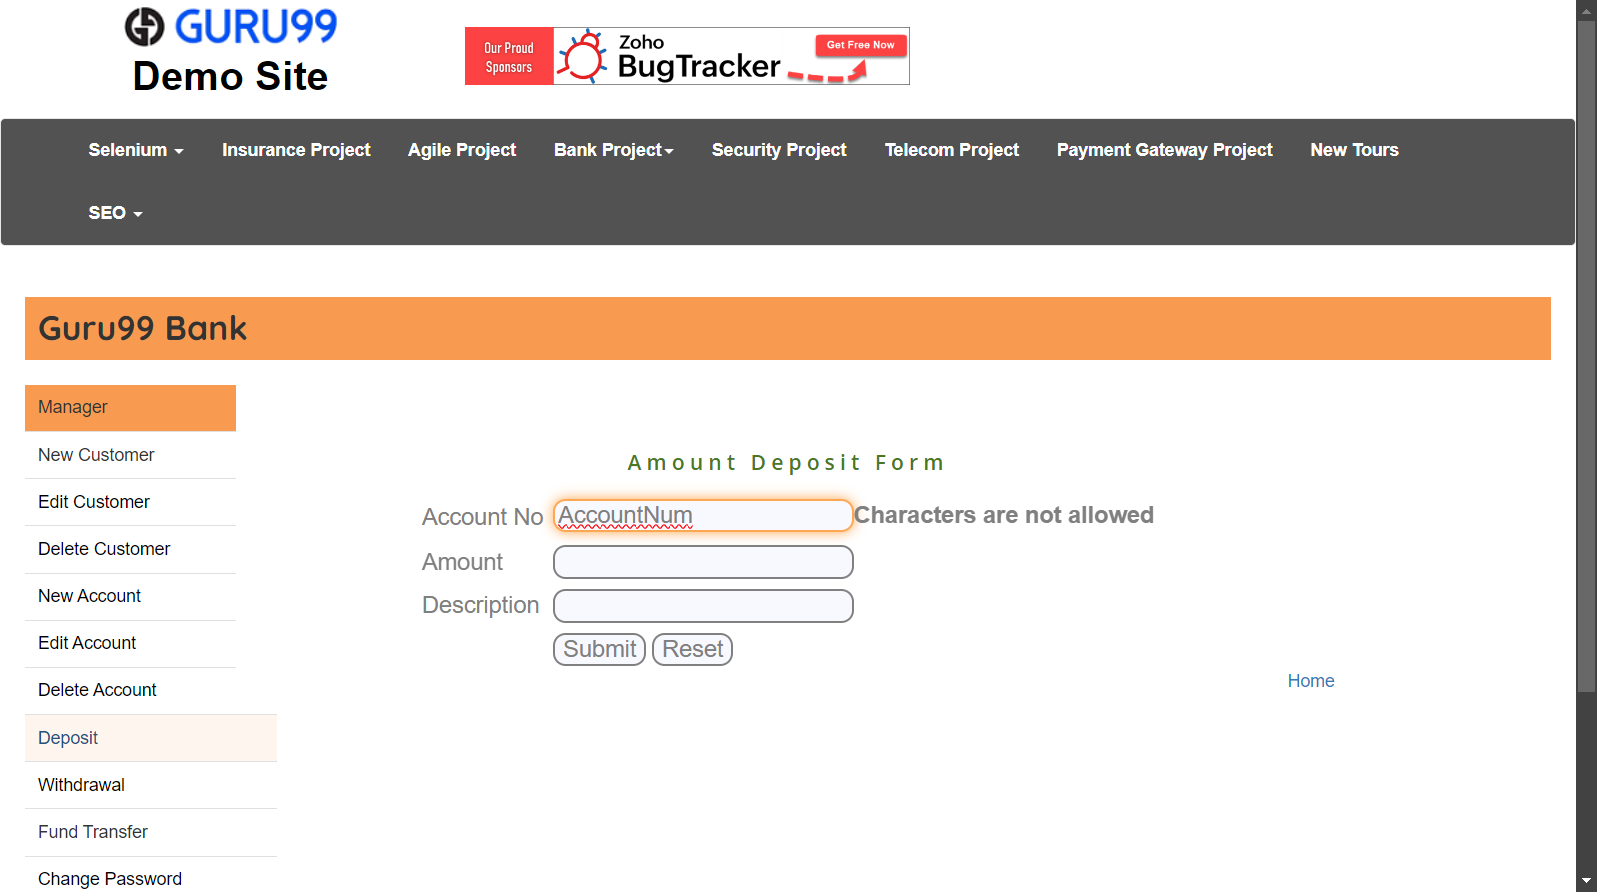 GURU99
Demo Site
Our Proud
Sponsors
Zoho
BugTracker
Get Free Now
Selenium
Insurance Project
Agile Project
Bank Project
Security Project
Telecom Project
Payment Gateway Project
New Tours
SEO
Guru99 Bank
Manager
New Customer
Edit Customer
Delete Customer
New Account
Edit Account
Delete Account
Deposit
Withdrawal
Fund Transfer
Change Password
Amount Deposit Form
Account No AccountNum Characters are not allowed
Amount
Description
Submit Reset
Home